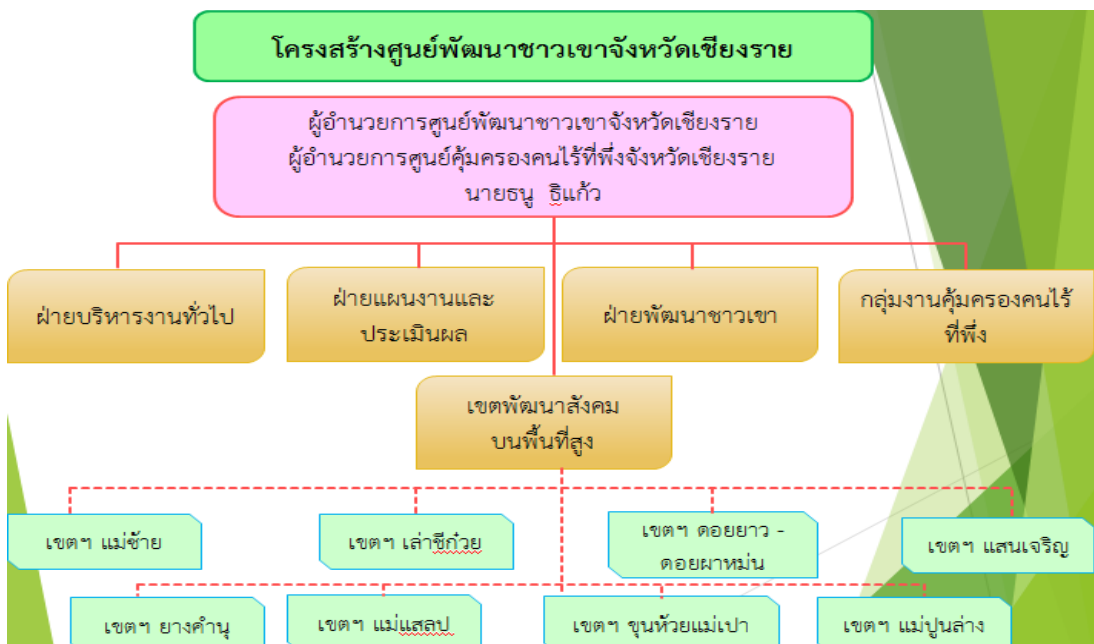 โครงสร้างศูนย์พัฒนาชาวเขาจังหวัดเชียงราย
ผู้อำนวยการศูนย์พัฒนาชาวเขาจังหวัดเชียงราย
ผู้อำนวยการศูนย์คุ้มครองคนไร้ที่พึ่งจังหวัดเชียงราย
นายธนู ธิแก้ว
ฝ่ายบริหารงานทั่วไป
ฝ่ายแผนงานและ
ประเมินผล
ฝ่ายพัฒนาชาวเขา
กลุ่มงานคุ้มครองคนไร้
ที่พึ่ง
เขตพัฒนาสังคม
บนพื้นที่สูง
เขตฯ แม่ซ้าย
เขตฯ เล่าชีก๋วย
เขตฯ ดอยยาว -
ดอยผาหม่น
เขตฯ แสนเจริญ
เขตฯ ยางคำนุ
เขตฯ แม่แสลป
เขตฯ ขุนห้วยแม่เปา
เขตฯ แม่ปูนล่าง